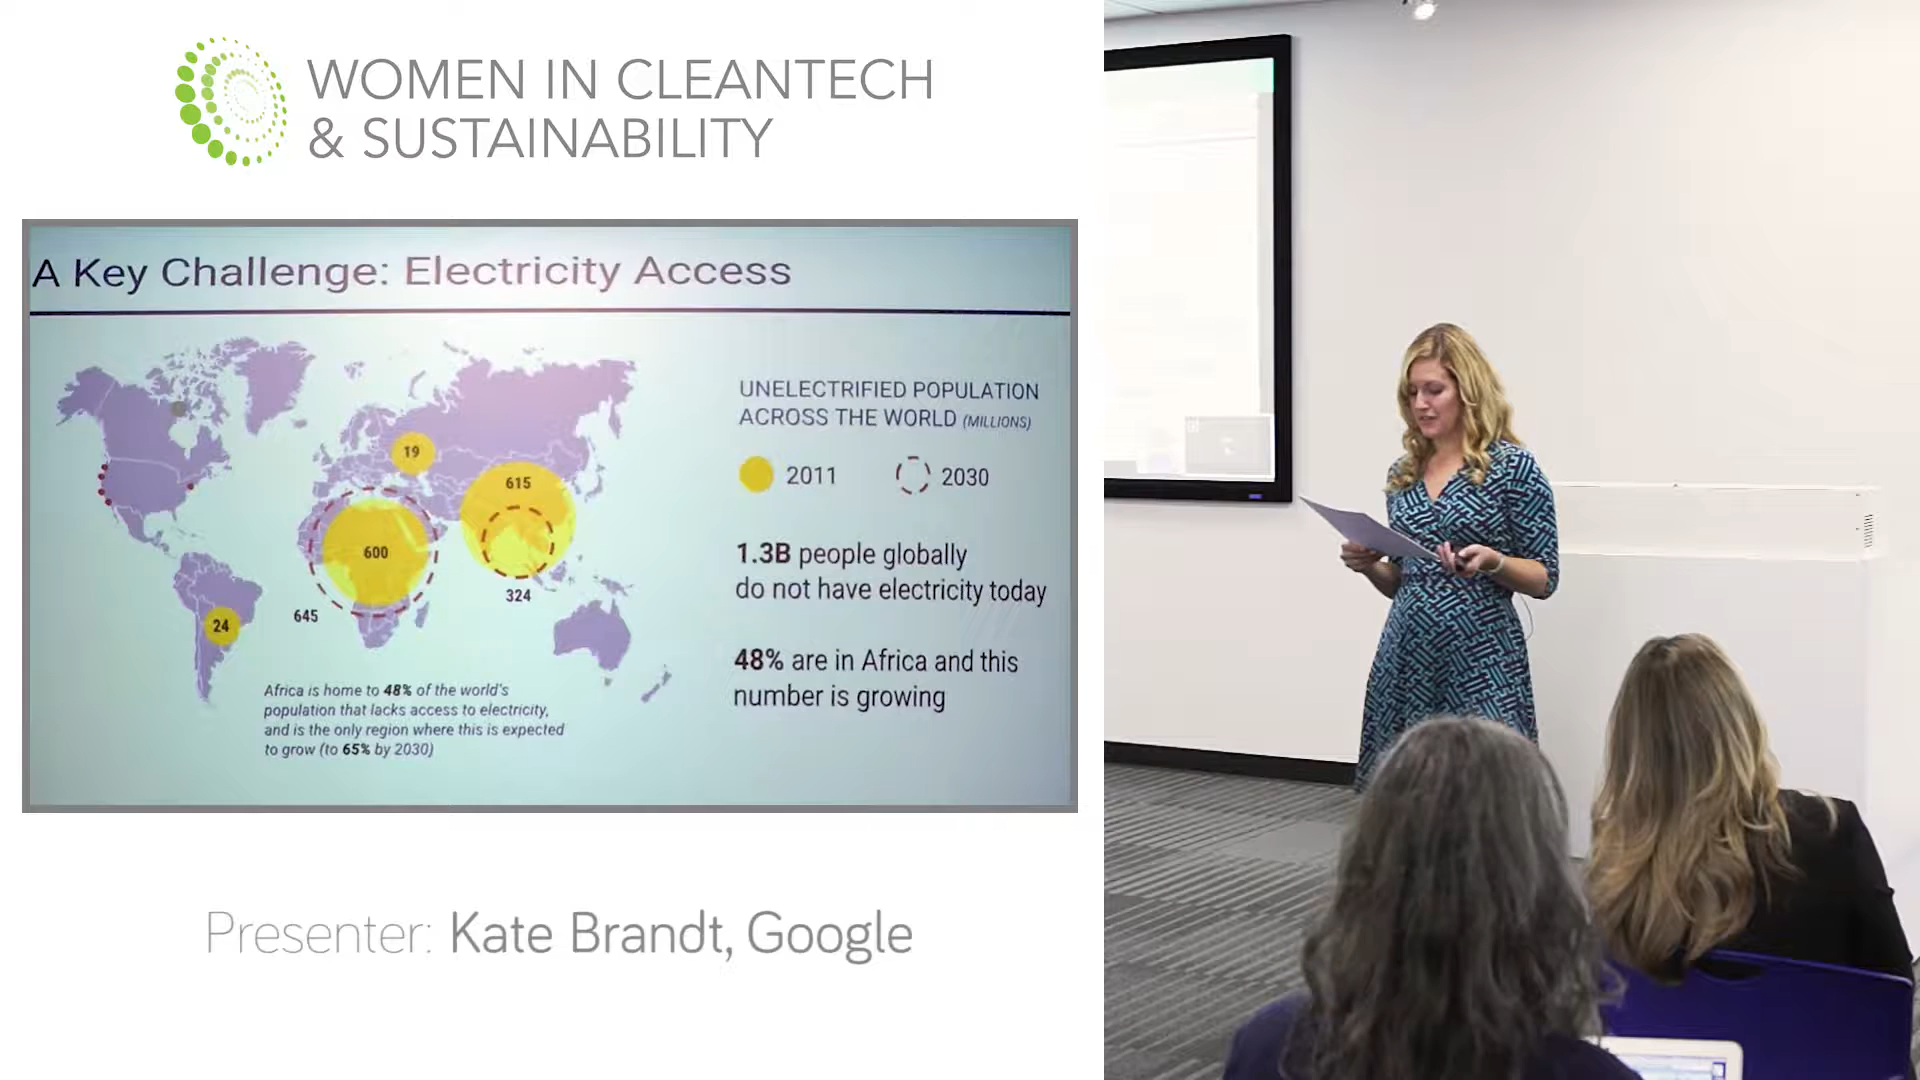 WOMEN IN CLEANTECH
& SUSTAINABILITY
A Key Challenge: Electricity Access
19
615
600
645
324
24
Africa is home to 48% of the world's
population that lacks access to electricity,
and is the only region where this is expected
to grow (to 65% by 2030)
UNELECTRIFIED POPULATION
ACROSS THE WORLD (MILLIONS)
2011 2030
1.3B people globally
do not have electricity today
48% are in Africa and this
number is growing
Presenter: Kate Brandt, Google